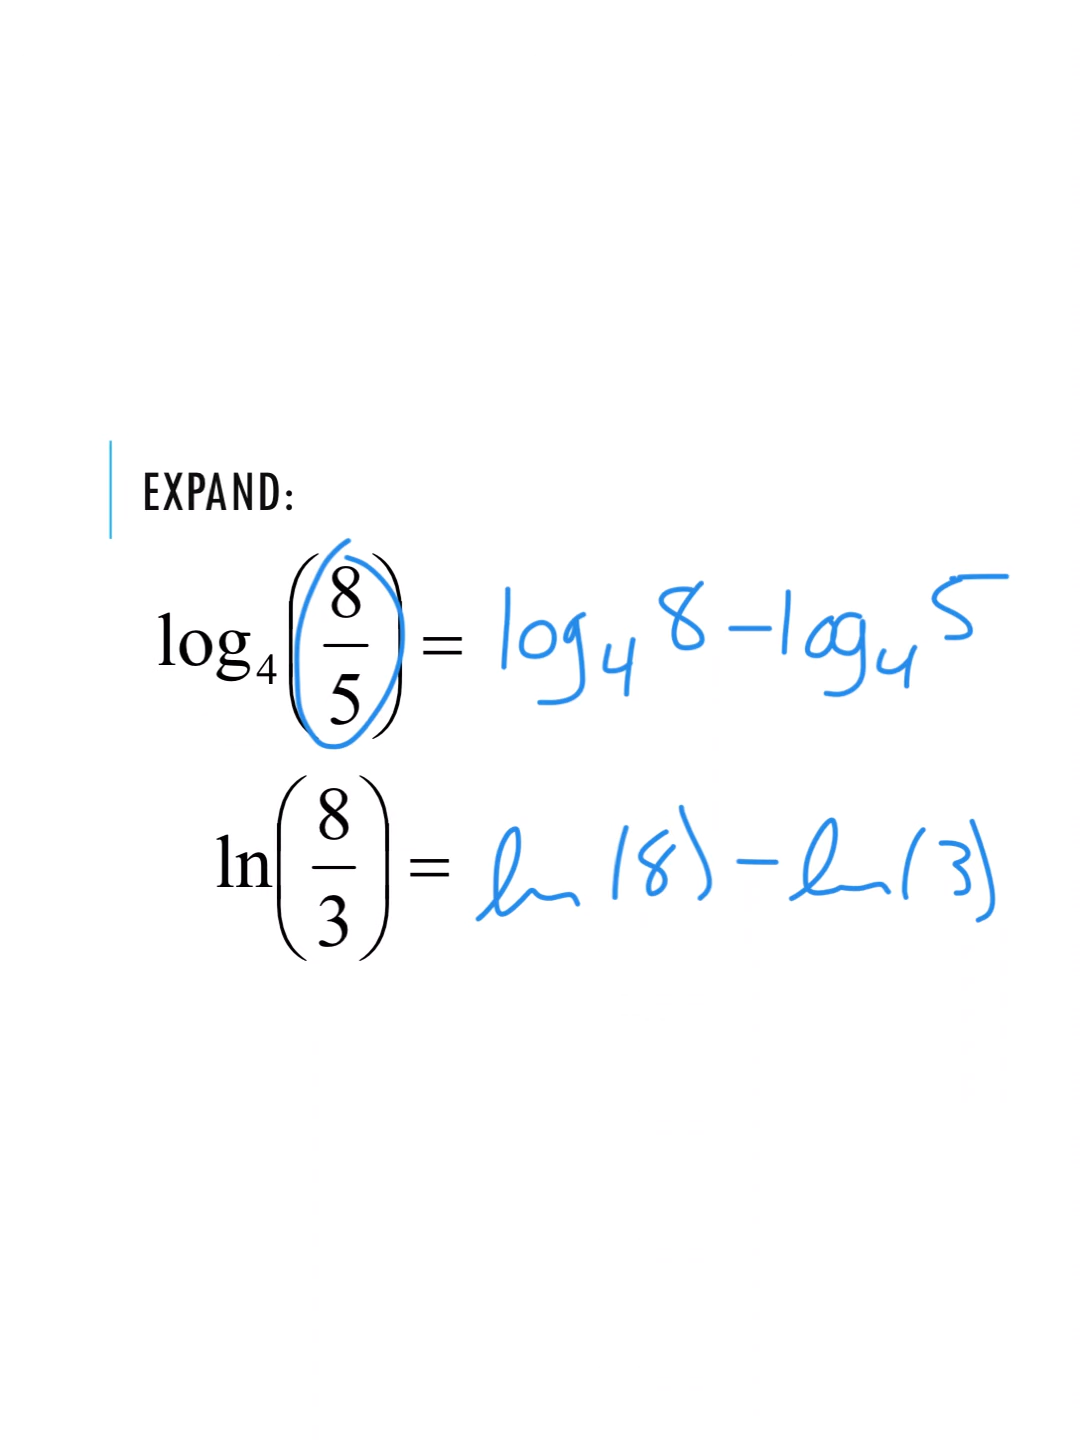 EXPAND:
log₄(8/5) = log₄ 8 − log₄ 5
ln(8/3) = ln (8) − ln (3)